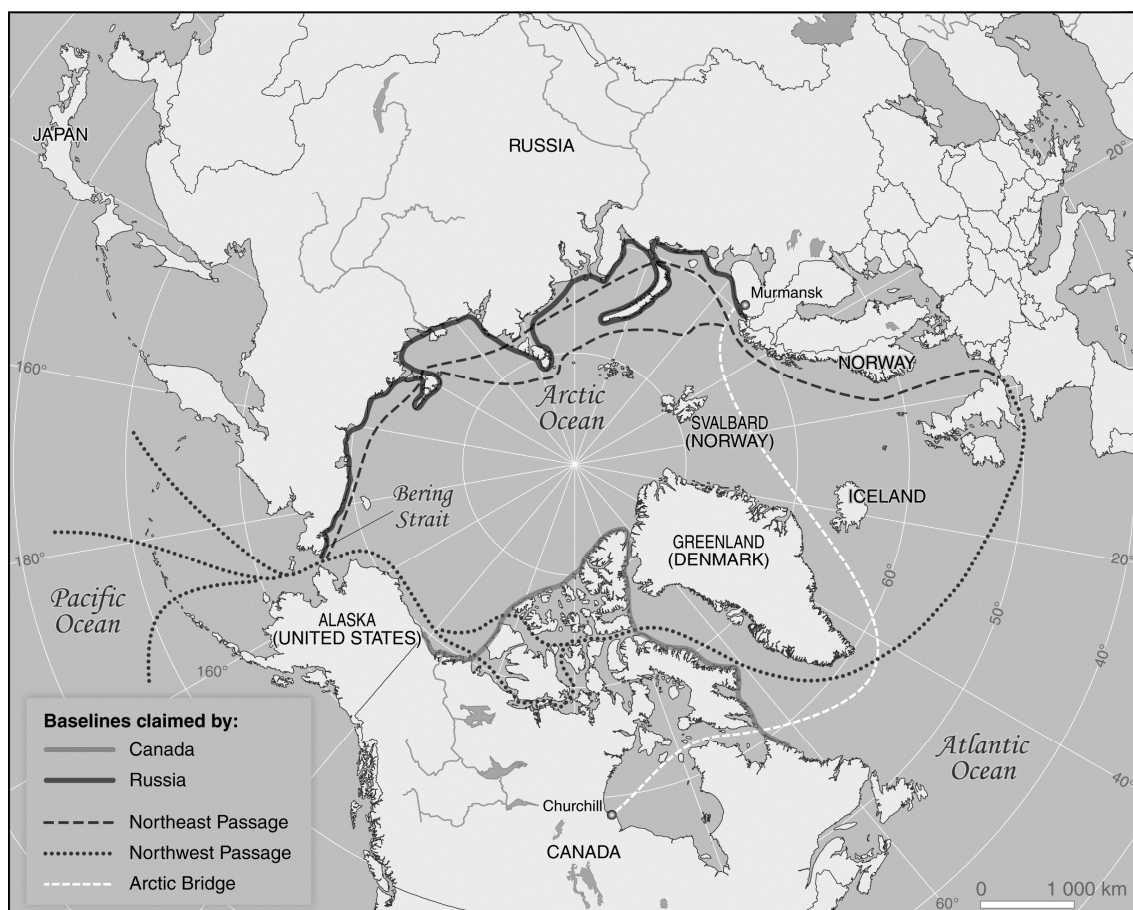 JAPAN
RUSSIA
20°
Murmansk
NORWAY
160°
Arctic
Ocean
SVALBARD
(NORWAY)
Bering
Strait
ICELAND
GREENLAND
(DENMARK)
180°
20°
60°
Pacific
Ocean
ALASKA
(UNITED STATES)
50°
40°
160°
Baselines claimed by:
Canada
Russia
Northeast Passage
Northwest Passage
Arctic Bridge
Atlantic
Ocean
40°
Churchill
CANADA
60°
0 1 000 km